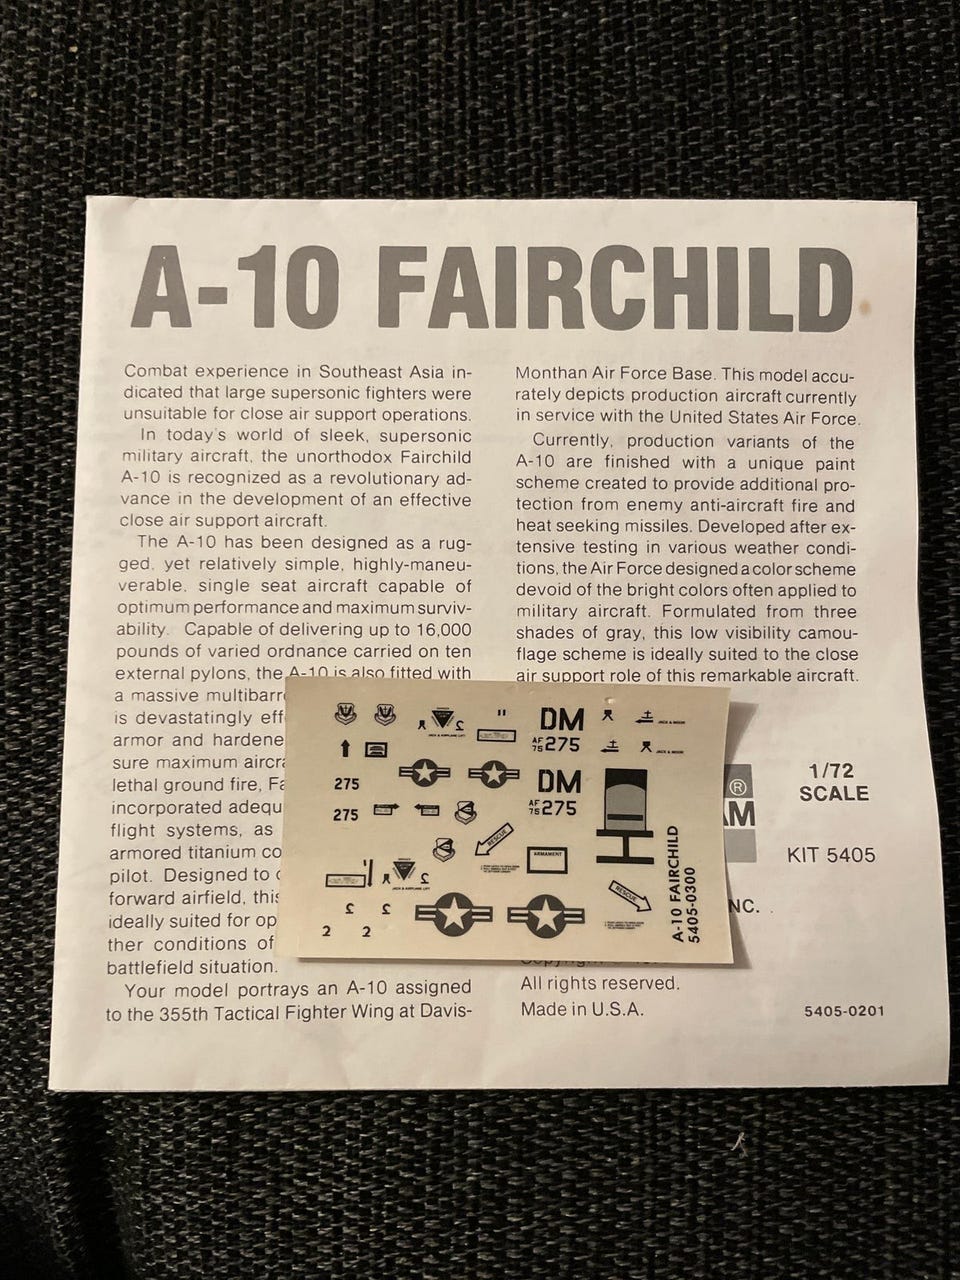 A-10 FAIRCHILD
Combat experience in Southeast Asia in-
dicated that large supersonic fighters were
unsuitable for close air support operations.
In today's world of sleek, supersonic
military aircraft, the unorthodox Fairchild
A-10 is recognized as a revolutionary ad-
vance in the development of an effective
close air support aircraft.
The A-10 has been designed as a rug-
ged, yet relatively simple, highly-maneu-
verable, single seat aircraft capable of
optimum performance and maximum surviv-
ability. Capable of delivering up to 16,000
pounds of varied ordnance carried on ten
external pylons, the A-10 is also fitted with
a massive multibarr
is devastatingly eff
armor and hardene
sure maximum aircra
lethal ground fire, Fa
incorporated adequ
flight systems, as
armored titanium co
pilot. Designed to
forward airfield, this
ideally suited for op
ther conditions of
battlefield situation.
Your model portrays an A-10 assigned
to the 355th Tactical Fighter Wing at Davis-
Monthan Air Force Base. This model accu-
rately depicts production aircraft currently
in service with the United States Air Force.
Currently, production variants of the
A-10 are finished with a unique paint
scheme created to provide additional pro-
tection from enemy anti-aircraft fire and
heat seeking missiles. Developed after ex-
tensive testing in various weather condi-
tions, the Air Force designed a color scheme
devoid of the bright colors often applied to
military aircraft. Formulated from three
shades of gray, this low visibility camou-
flage scheme is ideally suited to the close
air support role of this remarkable aircraft.
®
AM
1/72
SCALE
KIT 5405
NC.
All rights reserved.
Made in U.S.A.
5405-0201
DM
AF
75 275
JACK & MOOR
JACK & AIRPLANE LIFT
JACK & MOOR
275
DM
AF
75 275
275
RESCUE
ARMAMENT
JACK & AIRPLANE LIFT
RESCUE
2
2
2
2
A-10 FAIRCHILD
5405-0300